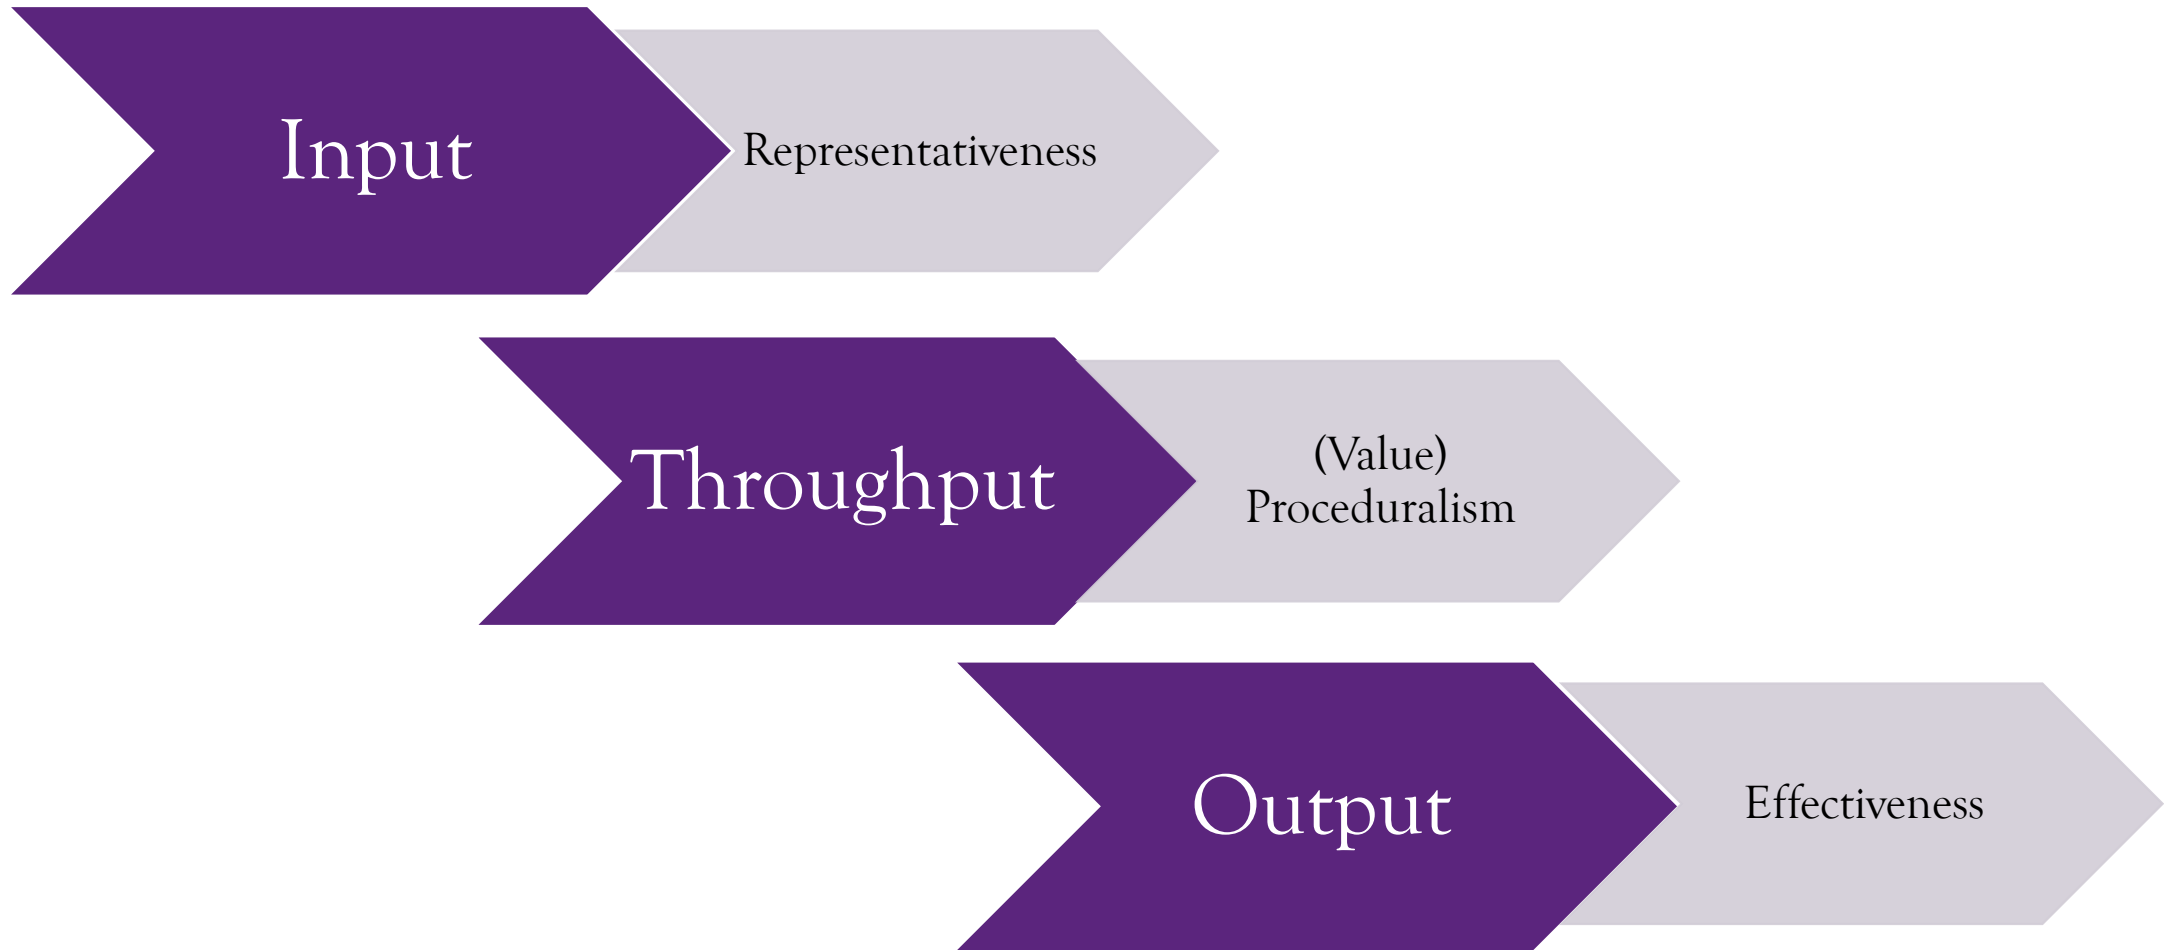 Input
Representativeness
Throughput
(Value)
Proceduralism
Output
Effectiveness